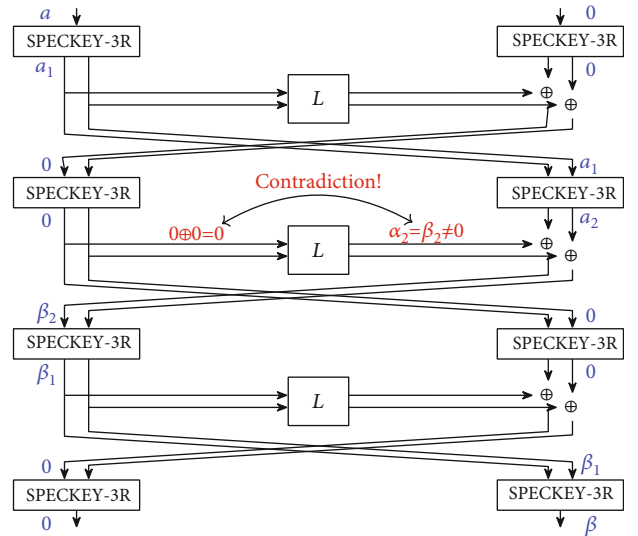 a 0
SPECKEY-3R SPECKEY-3R
a₁ 0
L ⊕ ⊕
0 a₁
SPECKEY-3R SPECKEY-3R
Contradiction!
0 a₂
0⊕0=0 L α₂=β₂≠0 ⊕ ⊕
β₂ 0
SPECKEY-3R SPECKEY-3R
β₁ 0
L ⊕ ⊕
0 β₁
SPECKEY-3R SPECKEY-3R
0 β